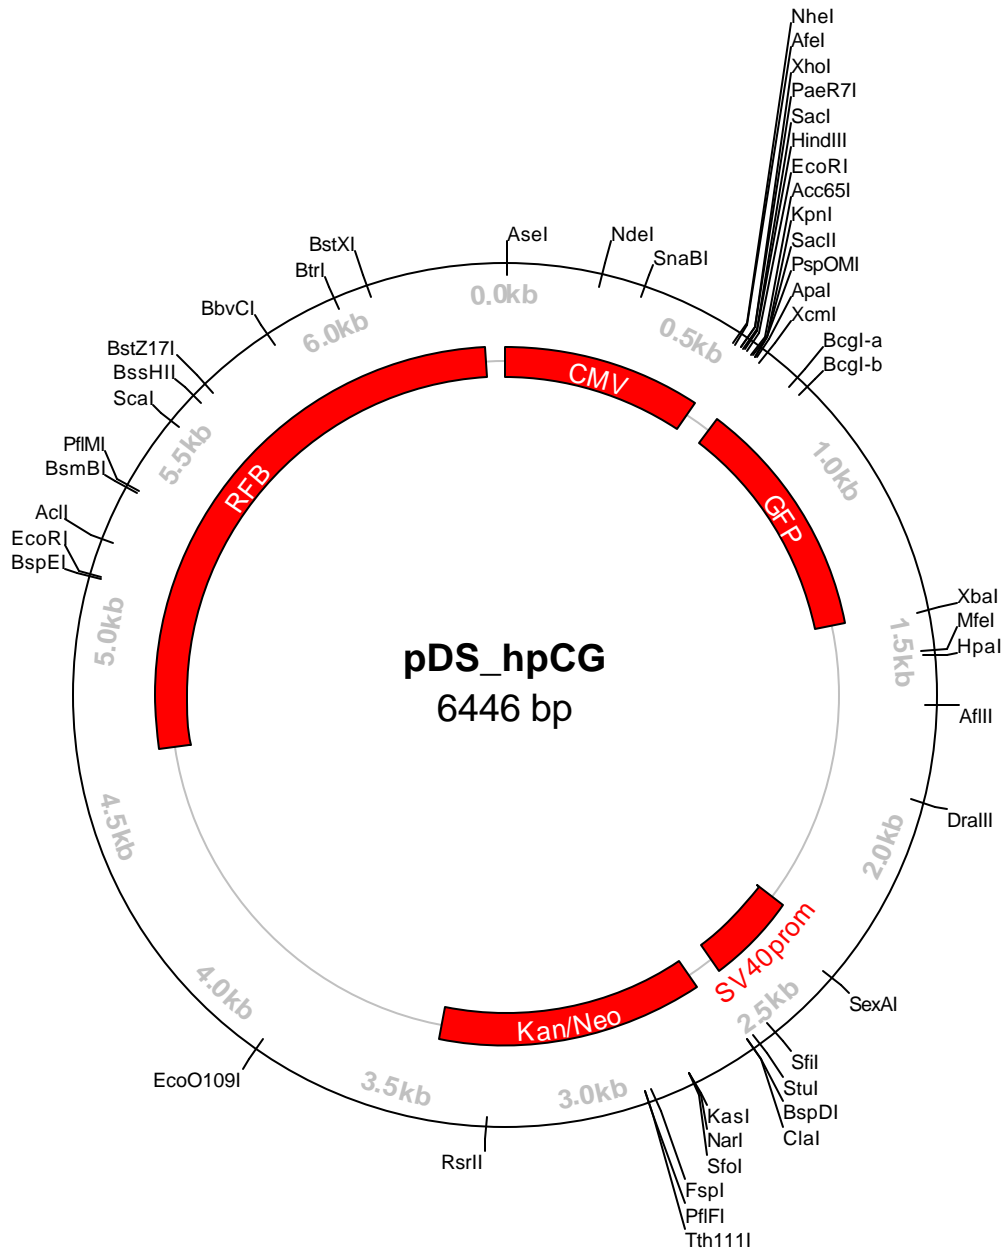 NheI
AfeI
XhoI
PaeR7I
SacI
HindIII
EcoRI
Acc65I
KpnI
SacII
PspOMI
ApaI
XcmI
BcgI-a
BcgI-b
AseI
NdeI
SnaBI
BstXI
BtrI
BbvCI
BstZ17I
BssHII
ScaI
PflMI
BsmBI
AclI
EcoRI
BspEI
0.0kb
0.5kb
1.0kb
1.5kb
2.0kb
2.5kb
3.0kb
3.5kb
4.0kb
4.5kb
5.0kb
5.5kb
6.0kb
CMV
GFP
RFB
pDS_hpCG
6446 bp
SV40prom
Kan/Neo
XbaI
MfeI
HpaI
AflII
DraIII
SexAI
SfiI
StuI
BspDI
ClaI
KasI
NarI
SfoI
FspI
PflFI
Tth111I
RsrII
EcoO109I